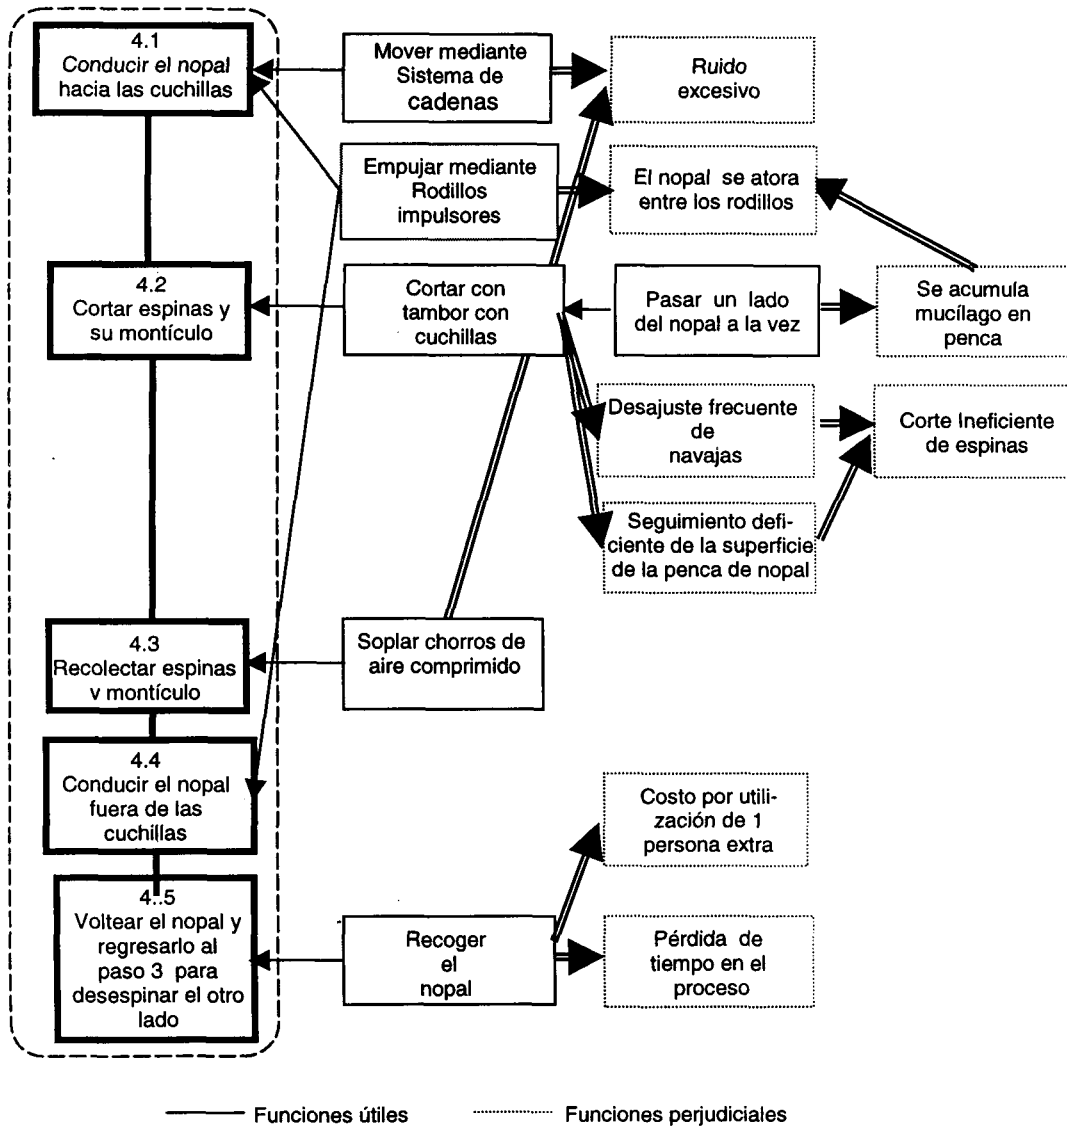 4.1
Conducir el nopal
hacia las cuchillas
Mover mediante
Sistema de
cadenas
Ruido
excesivo
Empujar mediante
Rodillos
impulsores
El nopal se atora
entre los rodillos
4.2
Cortar espinas y
su montículo
Cortar con
tambor con
cuchillas
Pasar un lado
del nopal a la vez
Se acumula
mucílago en
penca
Desajuste frecuente
de
navajas
Corte Ineficiente
de espinas
Seguimiento defi-
ciente de la superficie
de la penca de nopal
4.3
Recolectar espinas
v montículo
Soplar chorros de
aire comprimido
4.4
Conducir el nopal
fuera de las
cuchillas
Costo por utili-
zación de 1
persona extra
4..5
Voltear el nopal y
regresarlo al
paso 3 para
desespinar el otro
lado
Recoger
el
nopal
Pérdida de
tiempo en el
proceso
Funciones útiles
Funciones perjudiciales